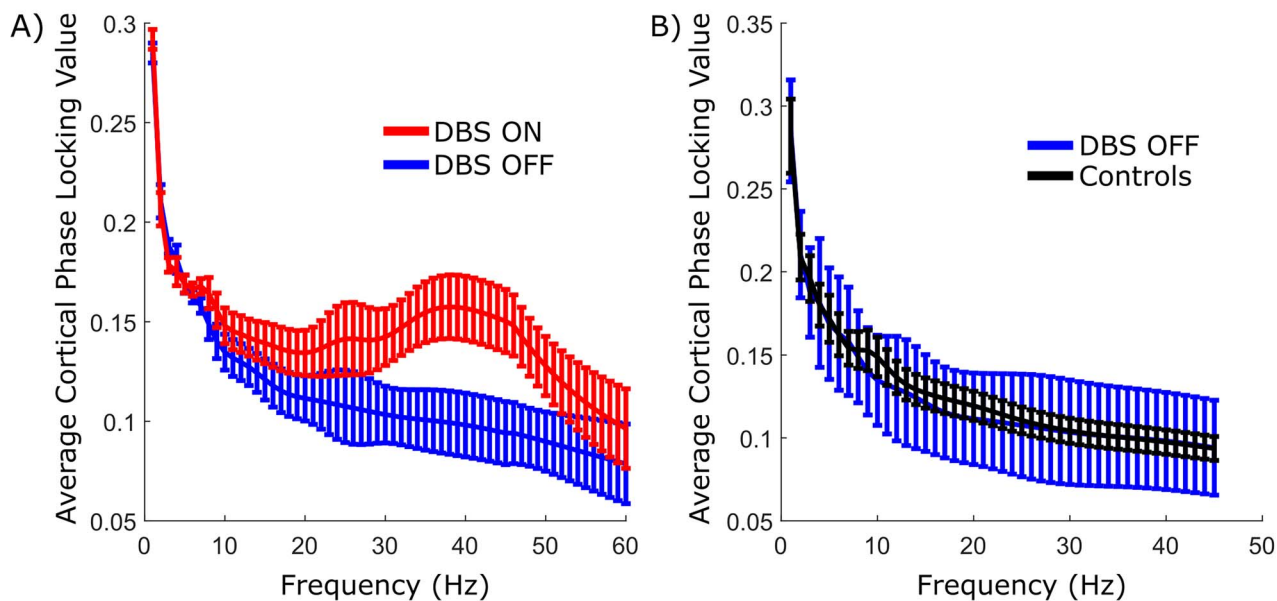 A)
Average Cortical Phase Locking Value
0.3
0.25
0.2
0.15
0.1
0.05
DBS ON
DBS OFF
0 10 20 30 40 50 60
Frequency (Hz)
B)
Average Cortical Phase Locking Value
0.35
0.3
0.25
0.2
0.15
0.1
0.05
DBS OFF
Controls
0 10 20 30 40 50
Frequency (Hz)